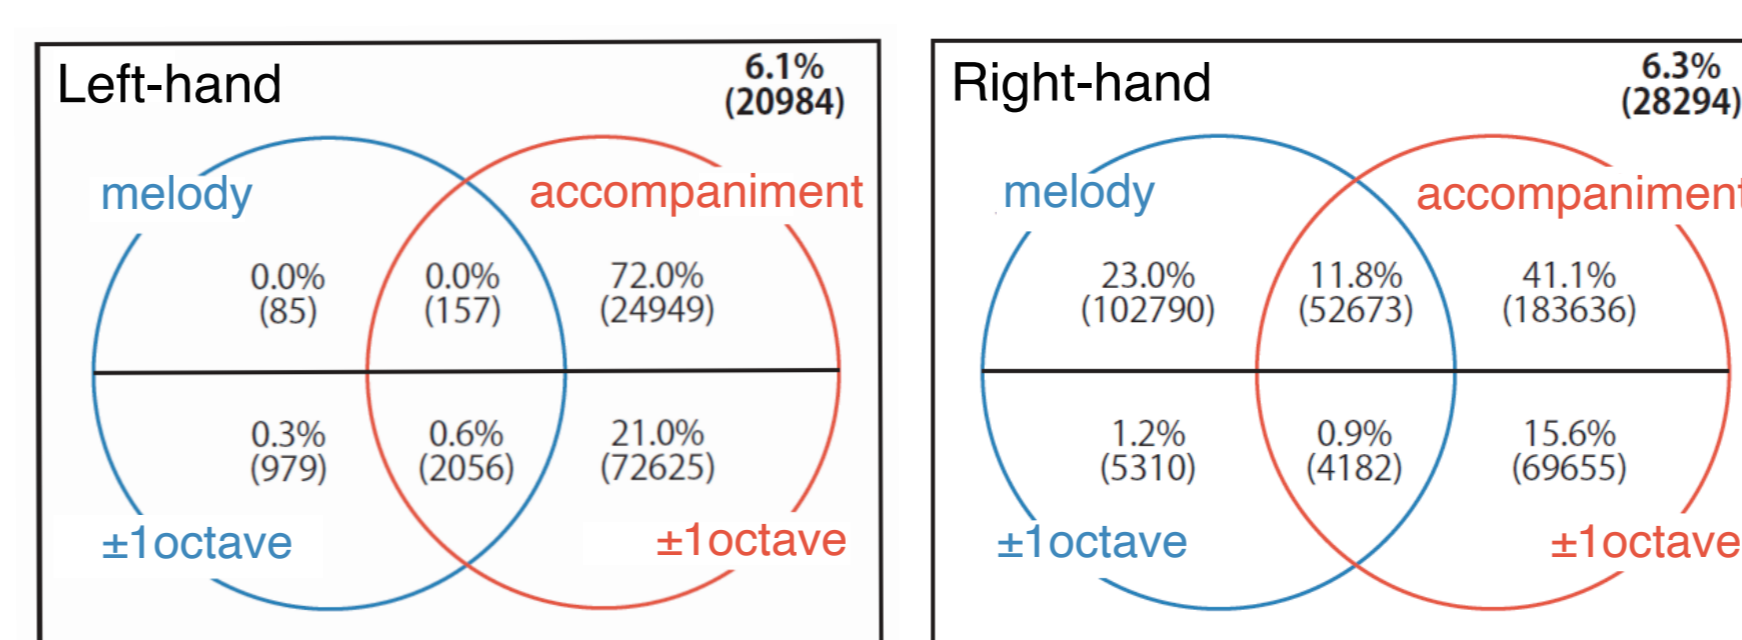 Left-hand
6.1%
(20984)
melody
accompaniment
0.0%
(85)
0.0%
(157)
72.0%
(24949)
0.3%
(979)
0.6%
(2056)
21.0%
(72625)
±1octave
±1octave
Right-hand
6.3%
(28294)
melody
accompaniment
23.0%
(102790)
11.8%
(52673)
41.1%
(183636)
1.2%
(5310)
0.9%
(4182)
15.6%
(69655)
±1octave
±1octave